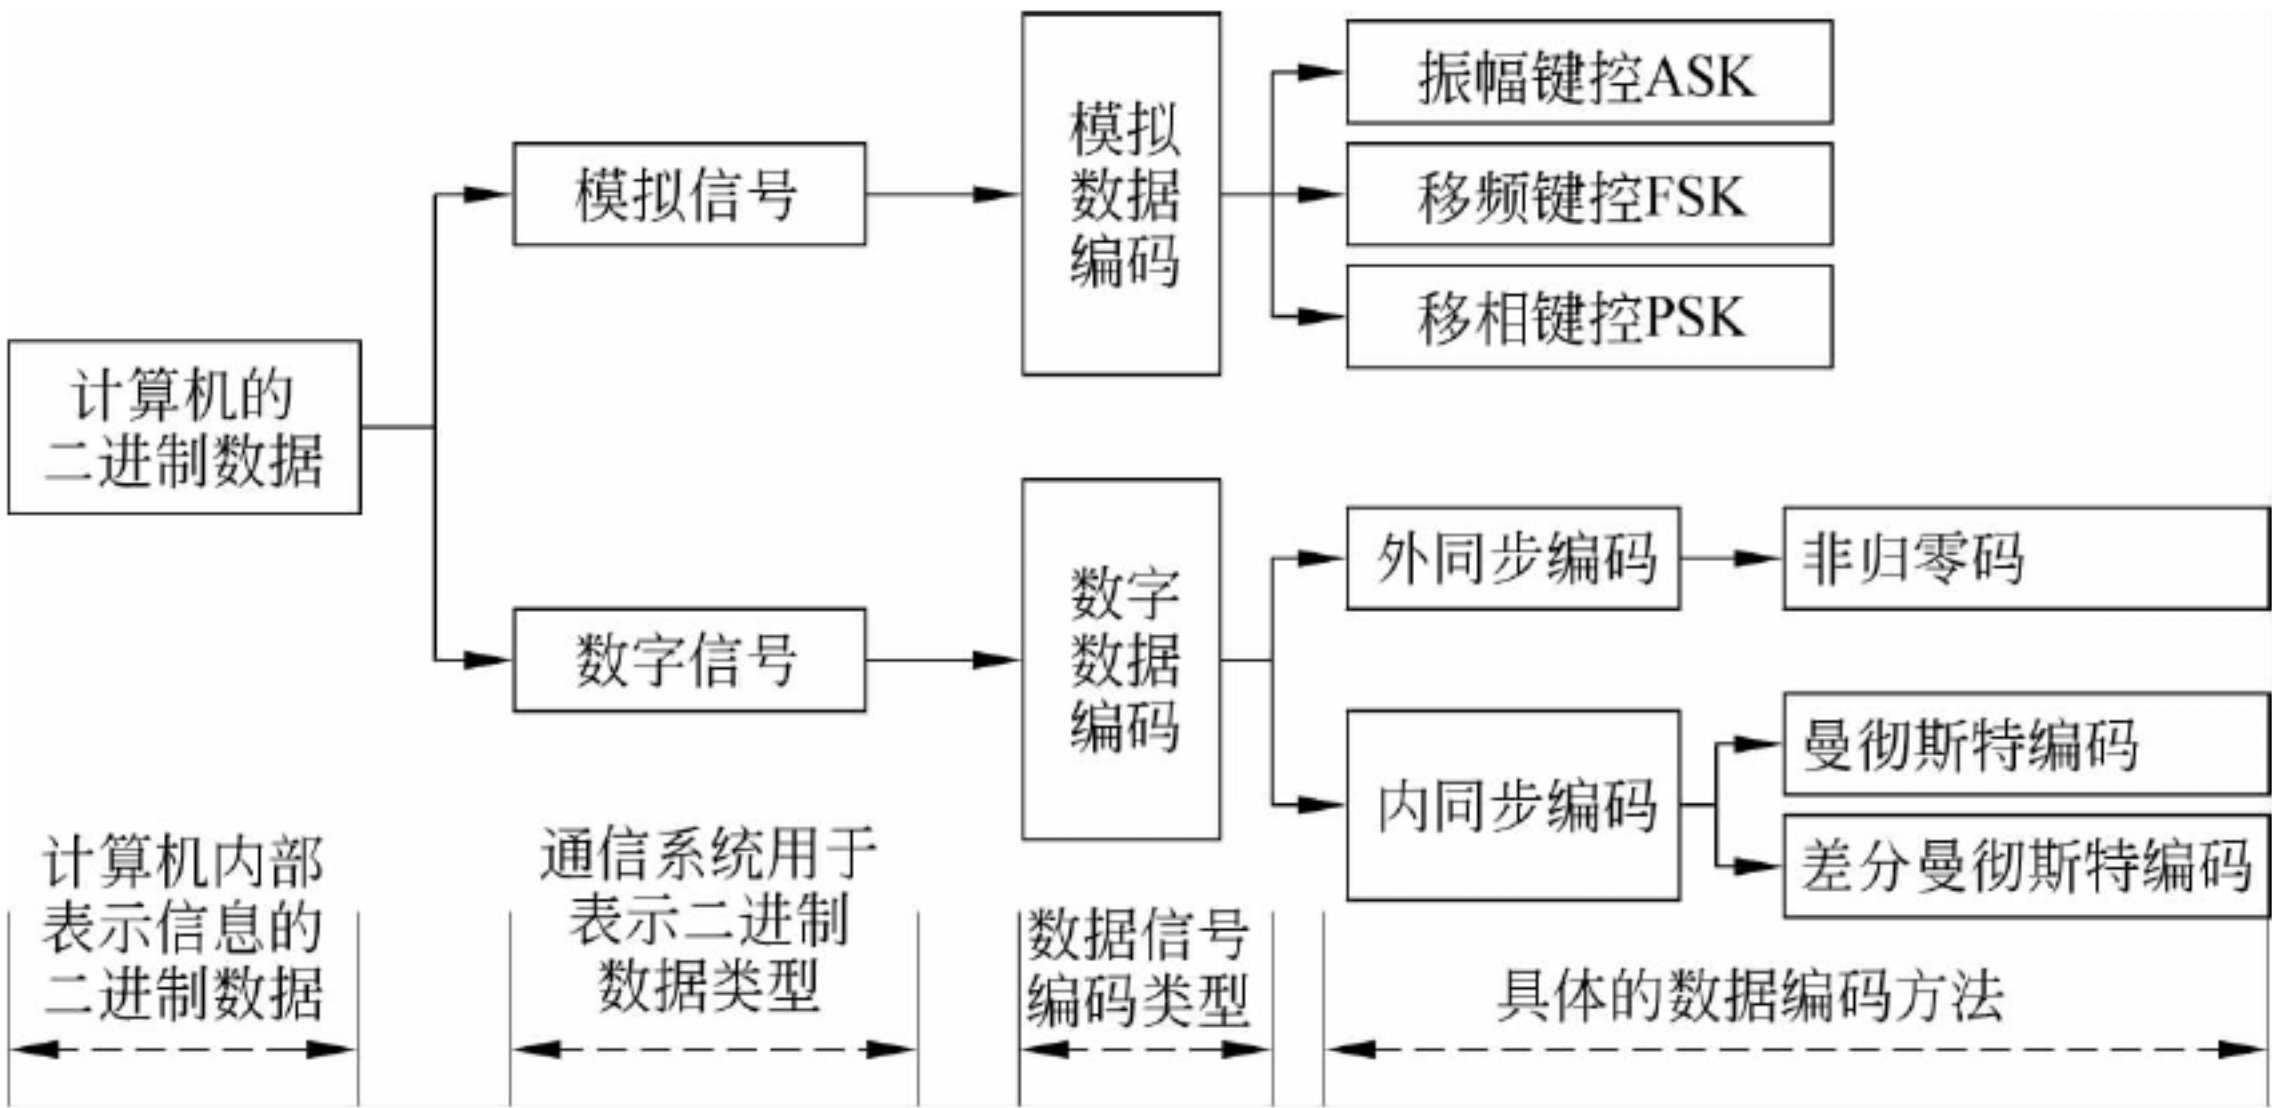 计算机的
二进制数据
模拟信号
数字信号
模拟
数据
编码
数字
数据
编码
振幅键控ASK
移频键控FSK
移相键控PSK
外同步编码
非归零码
内同步编码
曼彻斯特编码
差分曼彻斯特编码
计算机内部
表示信息的
二进制数据
通信系统用于
表示二进制
数据类型
数据信号
编码类型
具体的数据编码方法